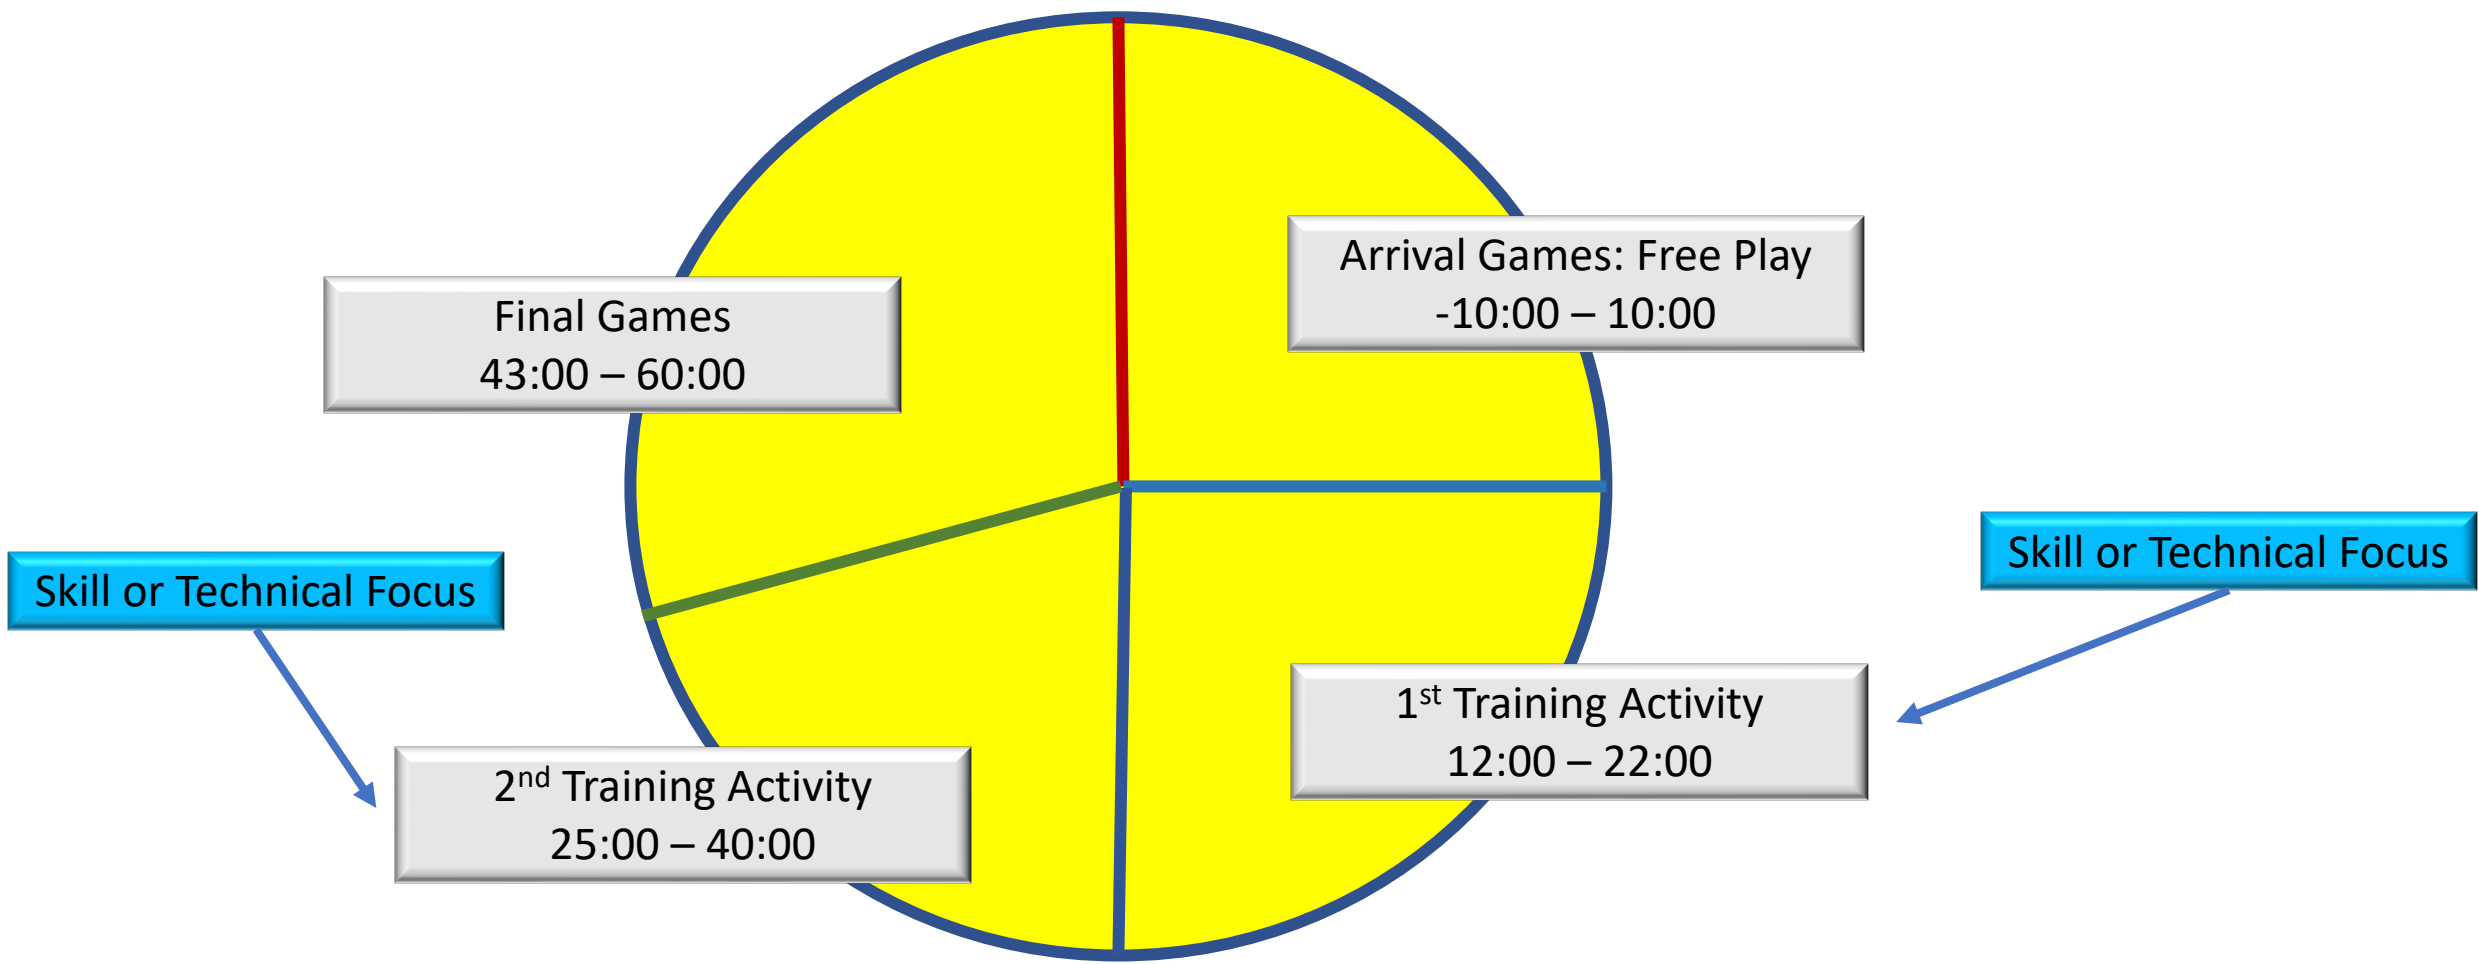 Arrival Games: Free Play
-10:00 – 10:00
Final Games
43:00 – 60:00
Skill or Technical Focus
Skill or Technical Focus
1st Training Activity
12:00 – 22:00
2nd Training Activity
25:00 – 40:00